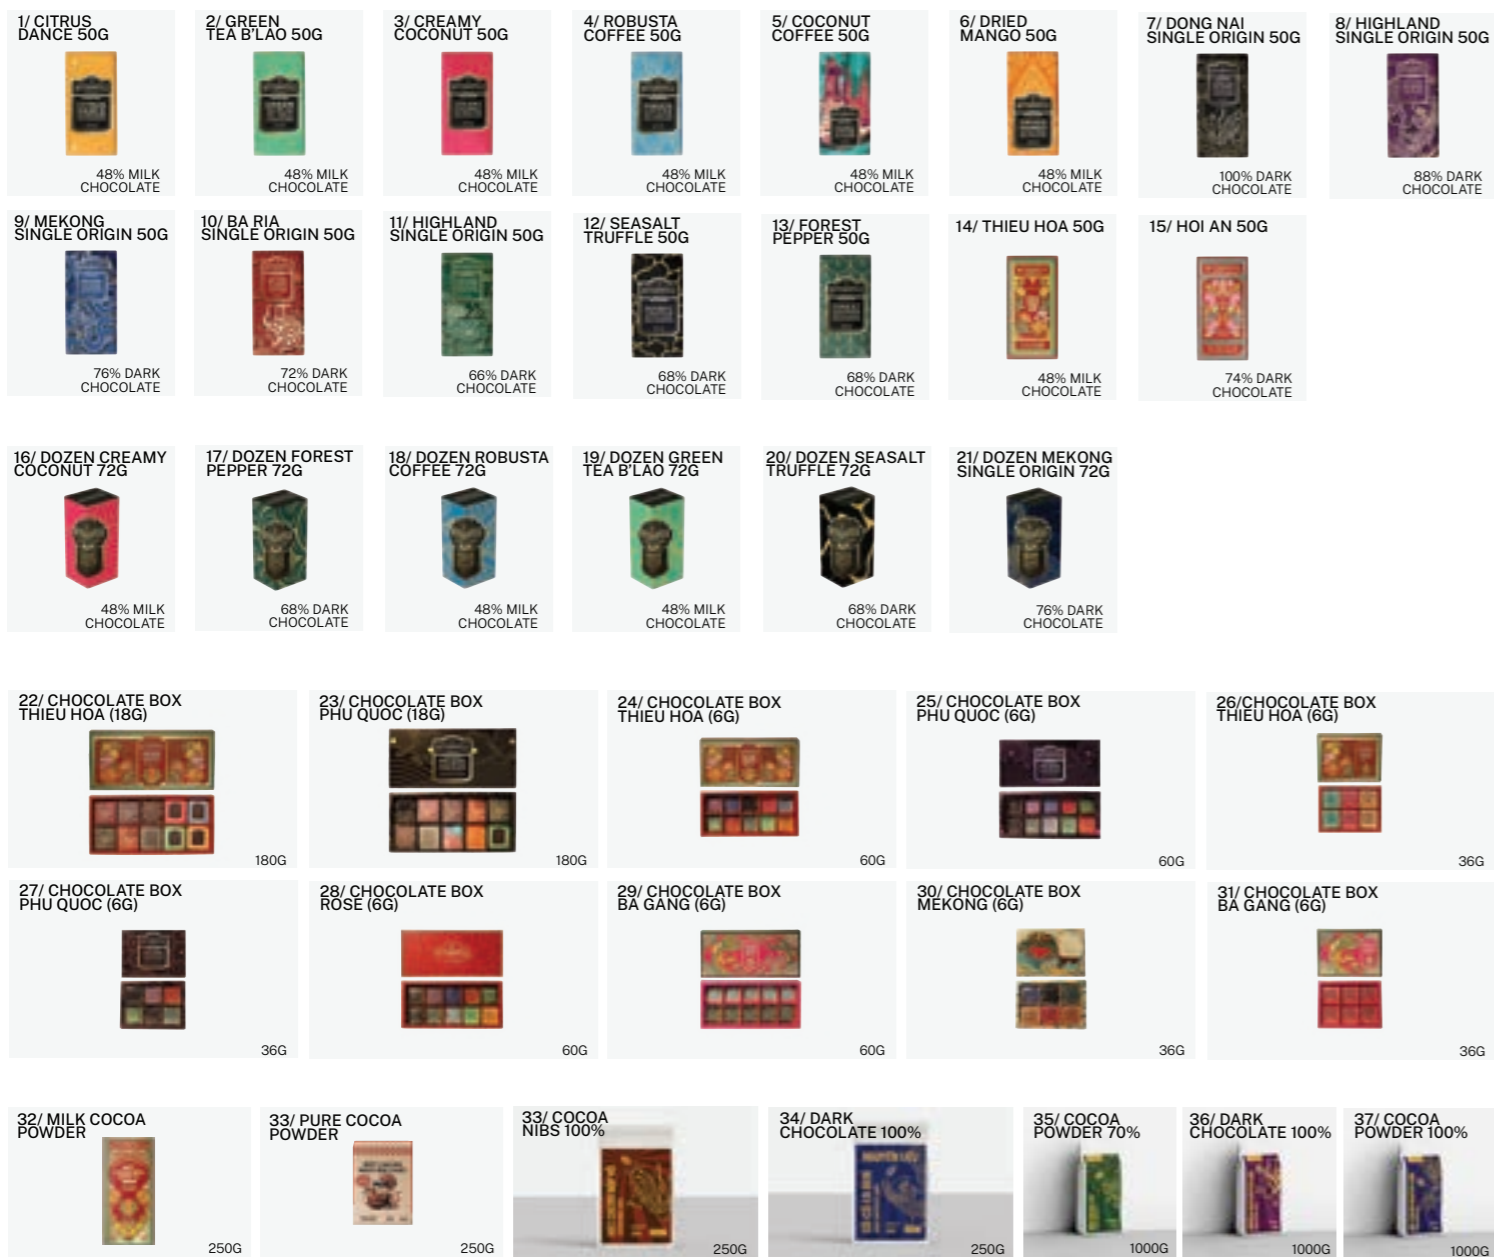 1/ CITRUS
DANCE 50G
48% MILK
CHOCOLATE
2/ GREEN
TEA B'LAO 50G
48% MILK
CHOCOLATE
3/ CREAMY
COCONUT 50G
48% MILK
CHOCOLATE
4/ ROBUSTA
COFFEE 50G
48% MILK
CHOCOLATE
5/ COCONUT
COFFEE 50G
48% MILK
CHOCOLATE
6/ DRIED
MANGO 50G
48% MILK
CHOCOLATE
7/ DONG NAI
SINGLE ORIGIN 50G
100% DARK
CHOCOLATE
8/ HIGHLAND
SINGLE ORIGIN 50G
88% DARK
CHOCOLATE
9/ MEKONG
SINGLE ORIGIN 50G
76% DARK
CHOCOLATE
10/ BA RIA
SINGLE ORIGIN 50G
72% DARK
CHOCOLATE
11/ HIGHLAND
SINGLE ORIGIN 50G
66% DARK
CHOCOLATE
12/ SEASALT
TRUFFLE 50G
68% DARK
CHOCOLATE
13/ FOREST
PEPPER 50G
68% DARK
CHOCOLATE
14/ THIEU HOA 50G
48% MILK
CHOCOLATE
15/ HOI AN 50G
74% DARK
CHOCOLATE
16/ DOZEN CREAMY
COCONUT 72G
48% MILK
CHOCOLATE
17/ DOZEN FOREST
PEPPER 72G
68% DARK
CHOCOLATE
18/ DOZEN ROBUSTA
COFFEE 72G
48% MILK
CHOCOLATE
19/ DOZEN GREEN
TEA B'LAO 72G
48% MILK
CHOCOLATE
20/ DOZEN SEASALT
TRUFFLE 72G
68% DARK
CHOCOLATE
21/ DOZEN MEKONG
SINGLE ORIGIN 72G
76% DARK
CHOCOLATE
22/ CHOCOLATE BOX
THIEU HOA (18G)
180G
23/ CHOCOLATE BOX
PHU QUOC (18G)
180G
24/ CHOCOLATE BOX
THIEU HOA (6G)
60G
25/ CHOCOLATE BOX
PHU QUOC (6G)
60G
26/CHOCOLATE BOX
THIEU HOA (6G)
36G
27/ CHOCOLATE BOX
PHU QUOC (6G)
36G
28/ CHOCOLATE BOX
ROSE (6G)
60G
29/ CHOCOLATE BOX
BA GANG (6G)
60G
30/ CHOCOLATE BOX
MEKONG (6G)
36G
31/ CHOCOLATE BOX
BA GANG (6G)
36G
32/ MILK COCOA
POWDER
250G
33/ PURE COCOA
POWDER
250G
33/ COCOA
NIBS 100%
250G
34/ DARK
CHOCOLATE 100%
NGUYÊN LIỆU
250G
35/ COCOA
POWDER 70%
1000G
36/ DARK
CHOCOLATE 100%
1000G
37/ COCOA
POWDER 100%
1000G